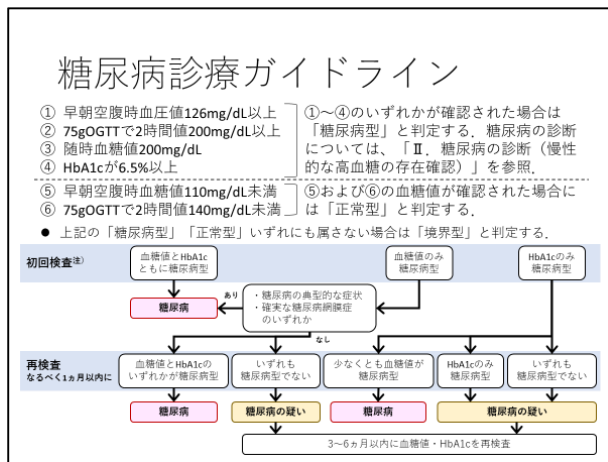 糖尿病診療ガイドライン
① 早朝空腹時血圧値126mg/dL以上
② 75gOGTTで2時間値200mg/dL以上
③ 随時血糖値200mg/dL
④ HbA1cが6.5%以上
①〜④のいずれかが確認された場合は
「糖尿病型」と判定する．糖尿病の診断
については、「Ⅱ．糖尿病の診断（慢性
的な高血糖の存在確認）」を参照．
⑤ 早朝空腹時血糖値110mg/dL未満
⑥ 75gOGTTで2時間値140mg/dL未満
⑤および⑥の血糖値が確認された場合に
は「正常型」と判定する．
● 上記の「糖尿病型」「正常型」いずれにも属さない場合は「境界型」と判定する．
初回検査注）
血糖値とHbA1c
ともに糖尿病型
血糖値のみ
糖尿病型
HbA1cのみ
糖尿病型
糖尿病
あり
・糖尿病の典型的な症状
・確実な糖尿病網膜症
のいずれか
なし
再検査
なるべく1ヵ月以内に
血糖値とHbA1cの
いずれかが糖尿病型
いずれも
糖尿病型でない
少なくとも血糖値が
糖尿病型
HbA1cのみ
糖尿病型
いずれも
糖尿病型でない
糖尿病
糖尿病の疑い
糖尿病
糖尿病の疑い
3〜6ヵ月以内に血糖値・HbA1cを再検査